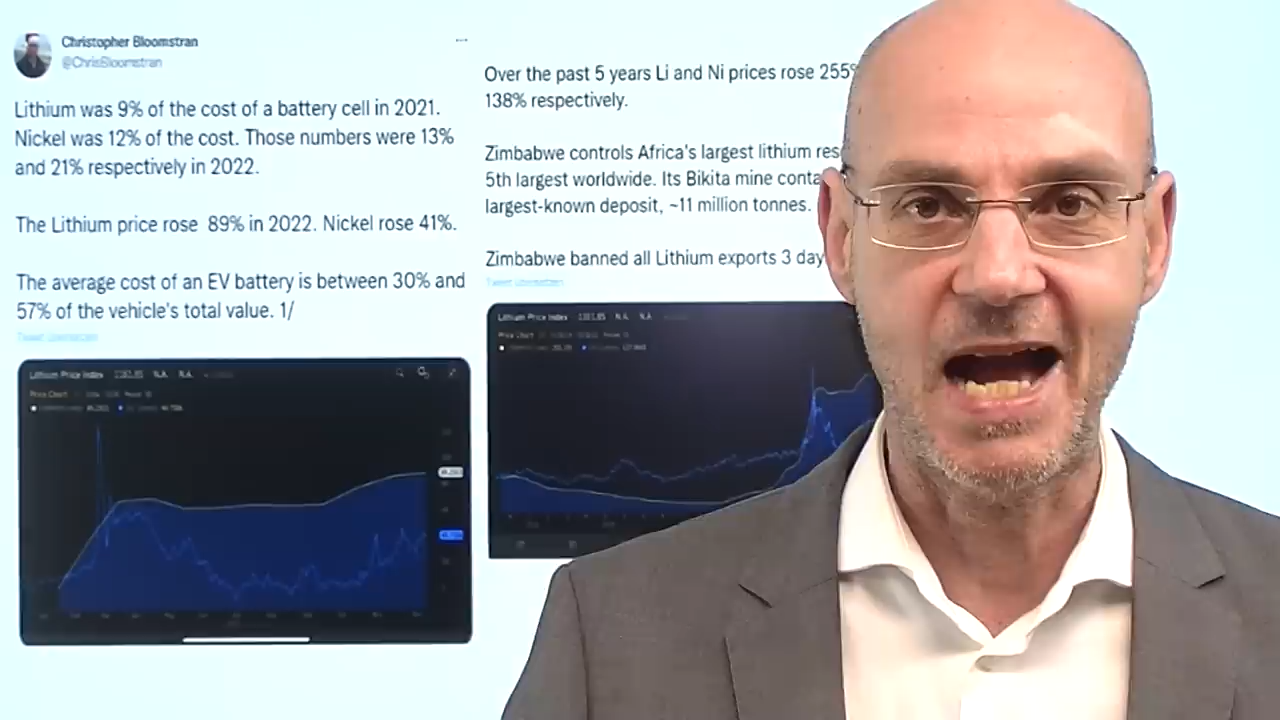 Christopher Bloomstran
@ChrisBloomstran
Lithium was 9% of the cost of a battery cell in 2021.
Nickel was 12% of the cost. Those numbers were 13%
and 21% respectively in 2022.
The Lithium price rose 89% in 2022. Nickel rose 41%.
The average cost of an EV battery is between 30% and
57% of the vehicle's total value. 1/
Lithium Price Index
N.A.
N.A.
Price Chart
Over the past 5 years Li and Ni prices rose 255%
138% respectively.
Zimbabwe controls Africa's largest lithium res
5th largest worldwide. Its Bikita mine conta
largest-known deposit, ~11 million tonnes.
Zimbabwe banned all Lithium exports 3 day
Lithium Price Index
N.A.
N.A.
Price Chart